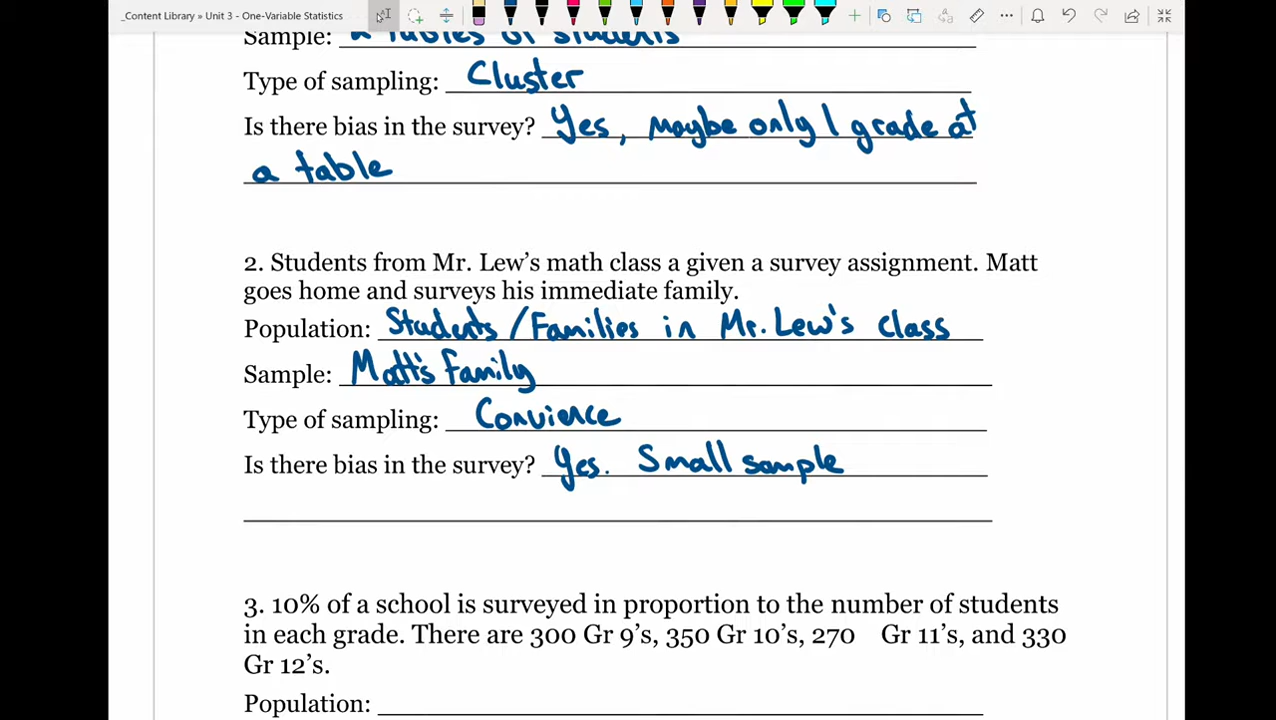 _Content Library » Unit 3 - One-Variable Statistics
Sample: 2 tables of students
Type of sampling: Cluster
Is there bias in the survey? Yes, maybe only 1 grade at
a table
2. Students from Mr. Lew's math class a given a survey assignment. Matt
goes home and surveys his immediate family.
Population: Students/Families in Mr. Lew's class
Sample: Matt's family
Type of sampling: Convience
Is there bias in the survey? Yes. Small sample
3. 10% of a school is surveyed in proportion to the number of students
in each grade. There are 300 Gr 9's, 350 Gr 10's, 270 Gr 11's, and 330
Gr 12's.
Population: